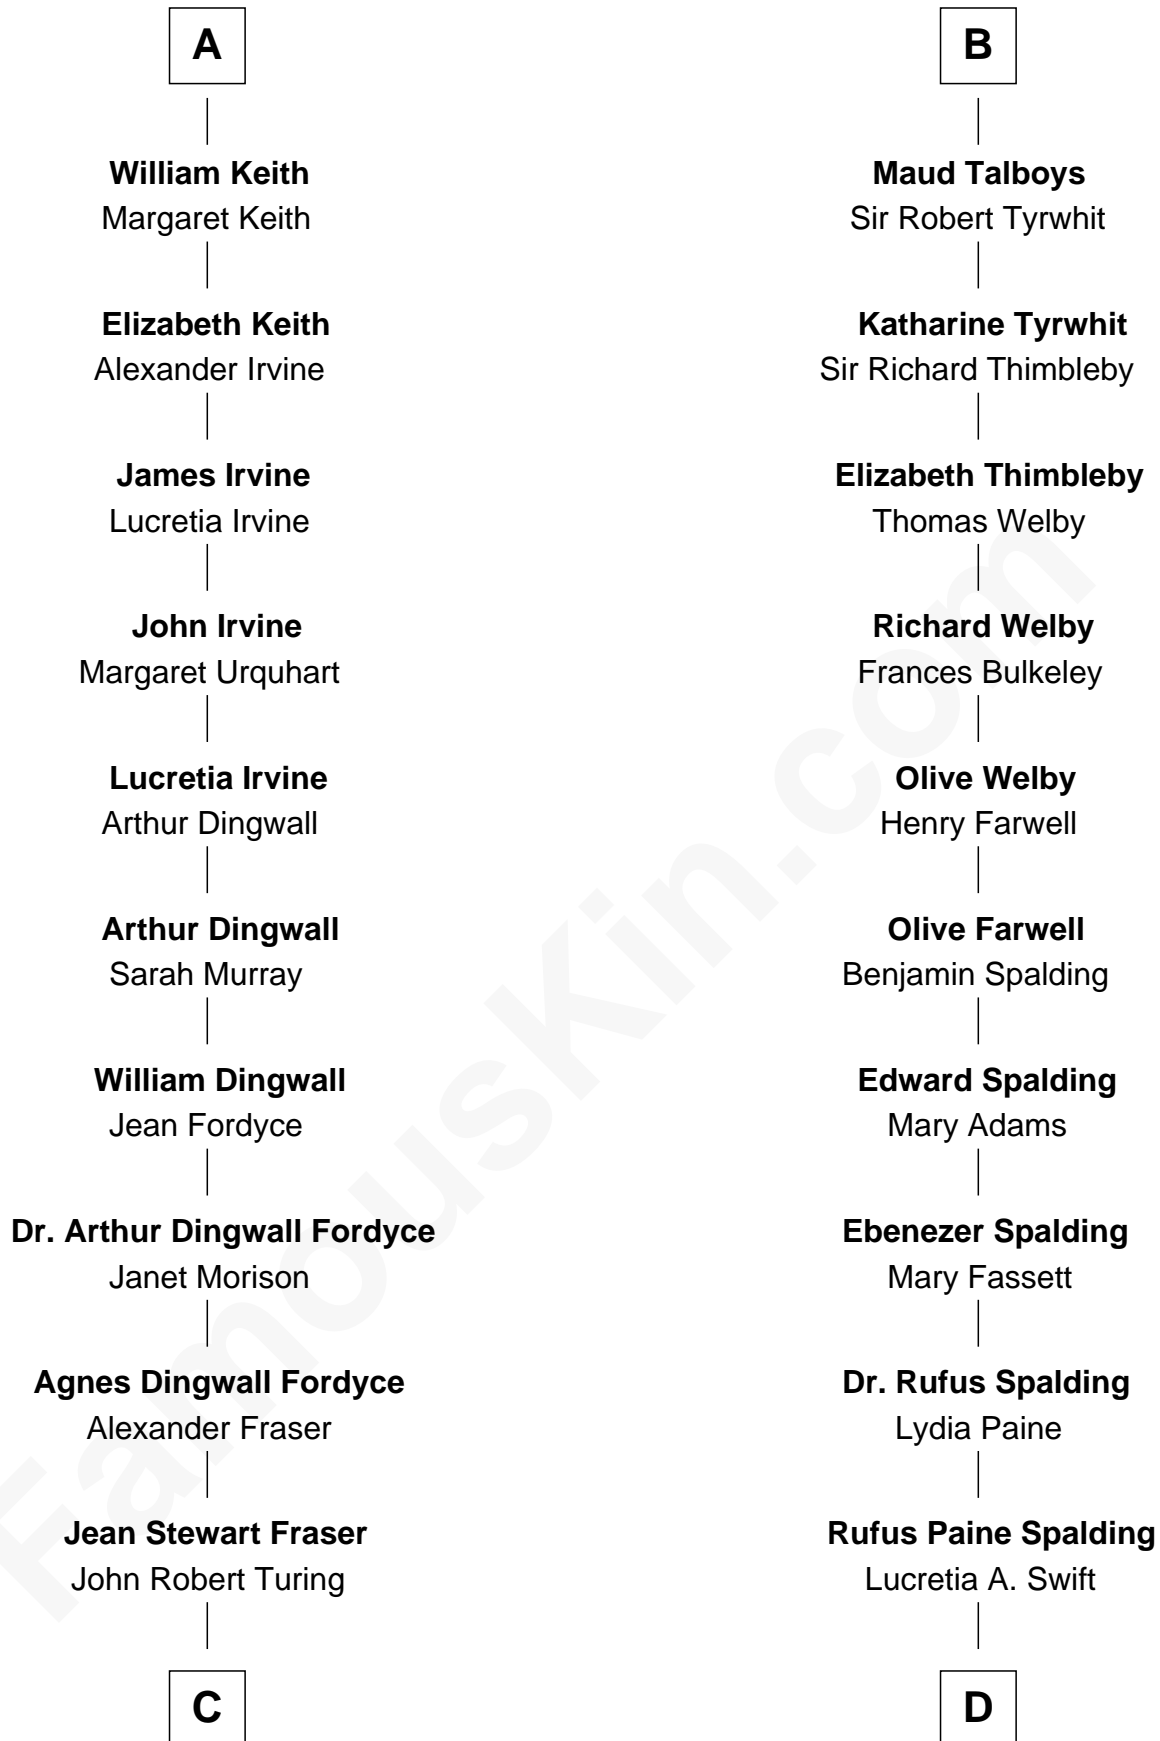 A
William Keith
Margaret Keith
Elizabeth Keith
Alexander Irvine
James Irvine
Lucretia Irvine
John Irvine
Margaret Urquhart
Lucretia Irvine
Arthur Dingwall
Arthur Dingwall
Sarah Murray
William Dingwall
Jean Fordyce
Dr. Arthur Dingwall Fordyce
Janet Morison
Agnes Dingwall Fordyce
Alexander Fraser
Jean Stewart Fraser
John Robert Turing
C
B
Maud Talboys
Sir Robert Tyrwhit
Katharine Tyrwhit
Sir Richard Thimbleby
Elizabeth Thimbleby
Thomas Welby
Richard Welby
Frances Bulkeley
Olive Welby
Henry Farwell
Olive Farwell
Benjamin Spalding
Edward Spalding
Mary Adams
Ebenezer Spalding
Mary Fassett
Dr. Rufus Spalding
Lydia Paine
Rufus Paine Spalding
Lucretia A. Swift
D
FamousKin.com